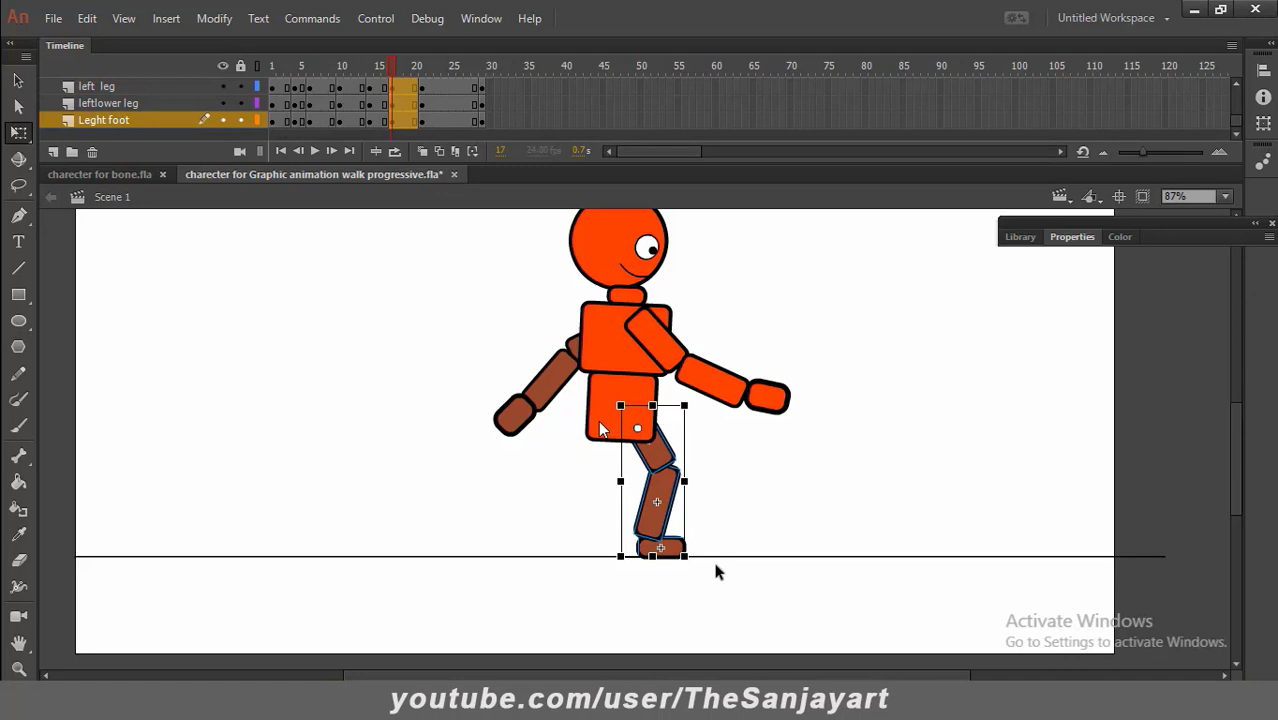 An File Edit View Insert Modify Text Commands Control Debug Window Help Untitled Workspace
Timeline
1 5 10 15 20 25 30 35 40 45 50 55 60 65 70 75 80 85 90 95 100 105 110 115 120 125
left leg
leftlower leg
Leght foot
17 24.00 fps 0.7s
charecter for bone.fla charecter for Graphic animation walk progressive.fla*
Scene 1 87%
Library Properties Color
Activate Windows
Go to Settings to activate Windows.
youtube.com/user/TheSanjayart